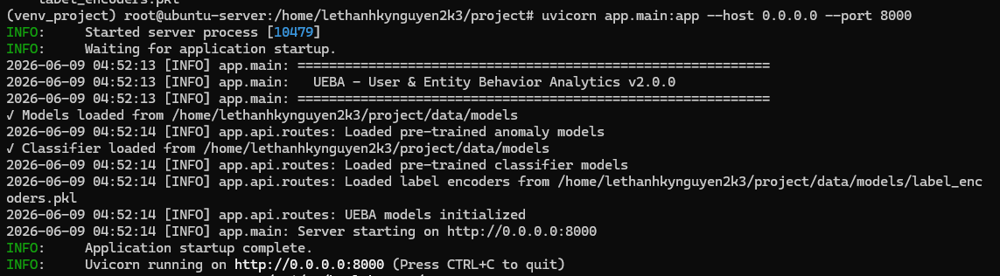 label_encoders.pkl
(venv_project) root@ubuntu-server:/home/lethanhkynguyen2k3/project# uvicorn app.main:app --host 0.0.0.0 --port 8000
INFO:     Started server process [10479]
INFO:     Waiting for application startup.
2026-06-09 04:52:13 [INFO] app.main: ============================================================
2026-06-09 04:52:13 [INFO] app.main:   UEBA - User & Entity Behavior Analytics v2.0.0
2026-06-09 04:52:13 [INFO] app.main: ============================================================
✓ Models loaded from /home/lethanhkynguyen2k3/project/data/models
2026-06-09 04:52:14 [INFO] app.api.routes: Loaded pre-trained anomaly models
✓ Classifier loaded from /home/lethanhkynguyen2k3/project/data/models
2026-06-09 04:52:14 [INFO] app.api.routes: Loaded pre-trained classifier models
2026-06-09 04:52:14 [INFO] app.api.routes: Loaded label encoders from /home/lethanhkynguyen2k3/project/data/models/label_enc
oders.pkl
2026-06-09 04:52:14 [INFO] app.api.routes: UEBA models initialized
2026-06-09 04:52:14 [INFO] app.main: Server starting on http://0.0.0.0:8000
INFO:     Application startup complete.
INFO:     Uvicorn running on http://0.0.0.0:8000 (Press CTRL+C to quit)